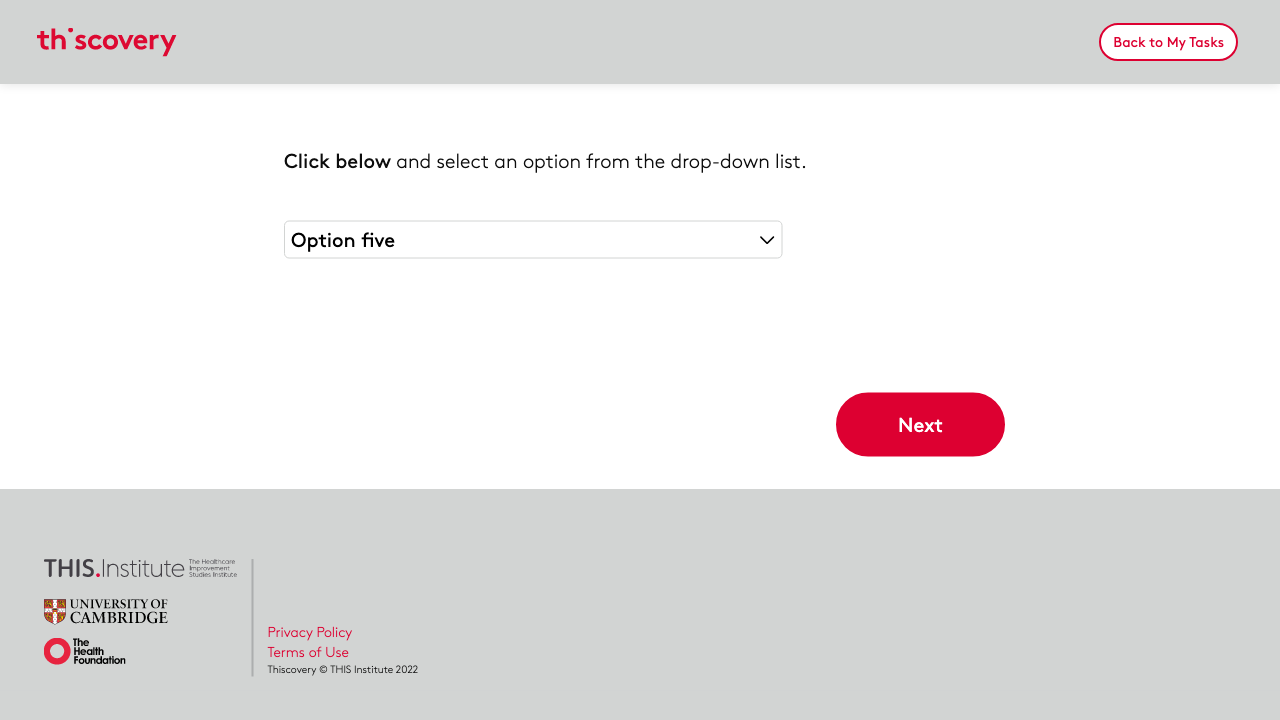 thiscovery
Back to My Tasks
Click below and select an option from the drop-down list.
Option five
Next
THIS.Institute
The Healthcare
Improvement
Studies Institute
UNIVERSITY OF
CAMBRIDGE
The
Health
Foundation
Privacy Policy
Terms of Use
Thiscovery © THIS Institute 2022